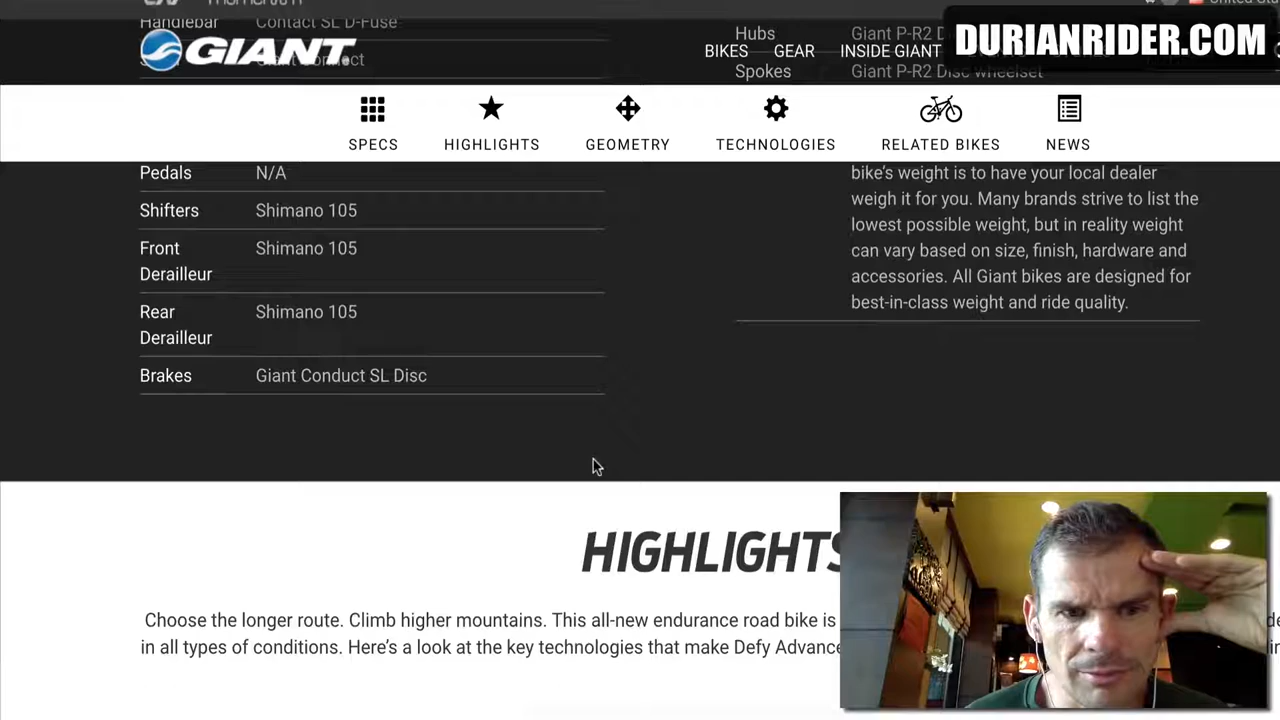 Handlebar Contact SL D-Fuse
Hubs Giant P-R2
GIANT
BIKES GEAR INSIDE GIANT
DURIANRIDER.COM
Spokes Giant P-R2 Disc wheelset
SPECS HIGHLIGHTS GEOMETRY TECHNOLOGIES RELATED BIKES NEWS
Pedals N/A
Shifters Shimano 105
Front Derailleur Shimano 105
Rear Derailleur Shimano 105
Brakes Giant Conduct SL Disc
bike's weight is to have your local dealer
weigh it for you. Many brands strive to list the
lowest possible weight, but in reality weight
can vary based on size, finish, hardware and
accessories. All Giant bikes are designed for
best-in-class weight and ride quality.
HIGHLIGHTS
Choose the longer route. Climb higher mountains. This all-new endurance road bike is
in all types of conditions. Here's a look at the key technologies that make Defy Advance